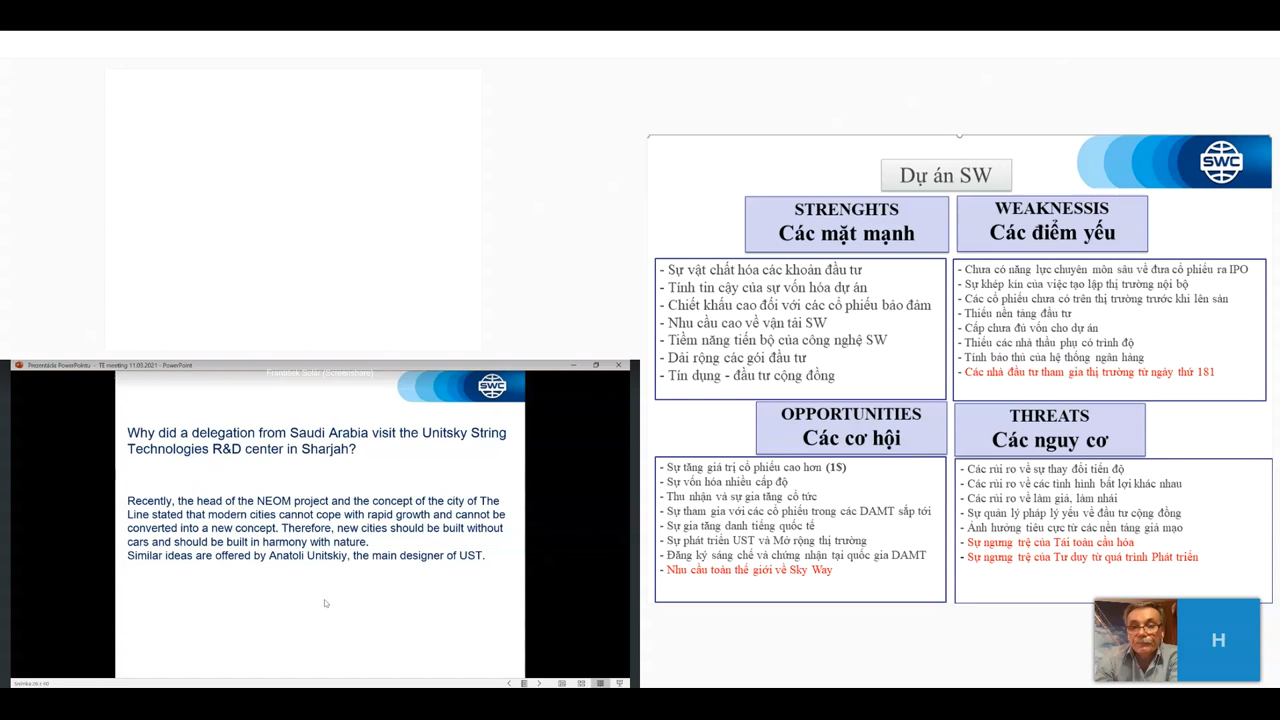 Prezentácia PowerPointu - TE meeting 11.03.2021 - PowerPoint
František Solár (Screenshare)
SWC
Why did a delegation from Saudi Arabia visit the Unitsky String
Technologies R&D center in Sharjah?
Recently, the head of the NEOM project and the concept of the city of The
Line stated that modern cities cannot cope with rapid growth and cannot be
converted into a new concept. Therefore, new cities should be built without
cars and should be built in harmony with nature.
Similar ideas are offered by Anatoli Unitskiy, the main designer of UST.
SWC
Dự án SW
STRENGHTS
Các mặt mạnh
- Sự vật chất hóa các khoản đầu tư
- Tính tin cậy của sự vốn hóa dự án
- Chiết khấu cao đối với các cổ phiếu bảo đảm
- Nhu cầu cao về vận tải SW
- Tiềm năng tiến bộ của công nghệ SW
- Dải rộng các gói đầu tư
- Tín dụng - đầu tư cộng đồng
WEAKNESSIS
Các điểm yếu
- Chưa có năng lực chuyên môn sâu về đưa cổ phiếu ra IPO
- Sự khép kín của việc tạo lập thị trường nội bộ
- Các cổ phiếu chưa có trên thị trường trước khi lên sàn
- Thiếu nền tảng đầu tư
- Cấp chưa đủ vốn cho dự án
- Thiếu các nhà thầu phụ có trình độ
- Tính bảo thủ của hệ thống ngân hàng
- Các nhà đầu tư tham gia thị trường từ ngày thứ 181
OPPORTUNITIES
Các cơ hội
- Sự tăng giá trị cổ phiếu cao hơn (1$)
- Sự vốn hóa nhiều cấp độ
- Thu nhận và sự gia tăng cổ tức
- Sự tham gia với các cổ phiếu trong các DAMT sắp tới
- Sự gia tăng danh tiếng quốc tế
- Sự phát triển UST và Mở rộng thị trường
- Đăng ký sáng chế và chứng nhận tại quốc gia DAMT
- Nhu cầu toàn thế giới về Sky Way
THREATS
Các nguy cơ
- Các rủi ro về sự thay đổi tiến độ
- Các rủi ro về các tình hình bất lợi khác nhau
- Các rủi ro về làm giả, làm nhái
- Sự quản lý pháp lý yếu về đầu tư cộng đồng
- Ảnh hưởng tiêu cực từ các nền tảng giả mạo
- Sự ngưng trệ của Tái toàn cầu hóa
- Sự ngưng trệ của Tư duy từ quá trình Phát triển
H